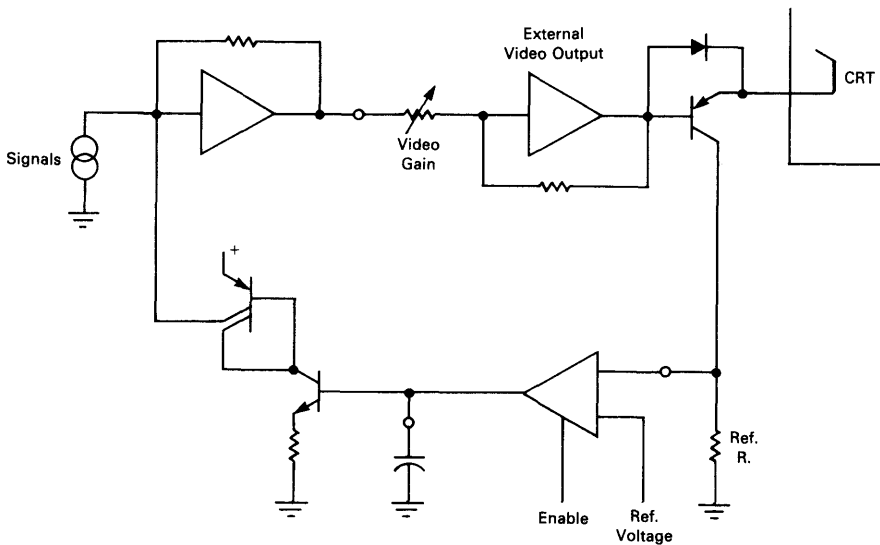 External
Video Output
CRT
Signals
Video
Gain
+
Ref.
R.
Enable
Ref.
Voltage